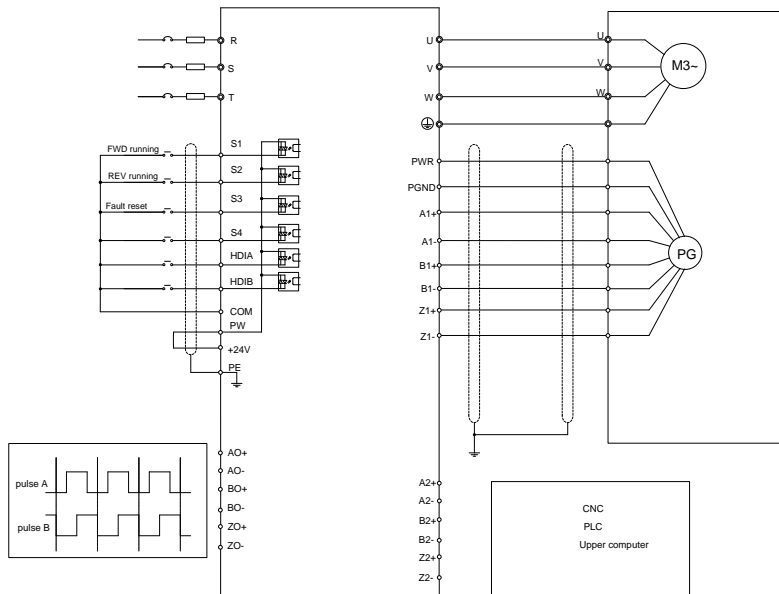 R
S
T
U
V
W
U
V
W
M3~
FWD running
REV running
Fault reset
S1
S2
S3
S4
HDIA
HDIB
COM
PW
+24V
PE
PWR
PGND
A1+
A1-
B1+
B1-
Z1+
Z1-
PG
pulse A
pulse B
AO+
AO-
BO+
BO-
ZO+
ZO-
A2+
A2-
B2+
B2-
Z2+
Z2-
CNC
PLC
Upper computer